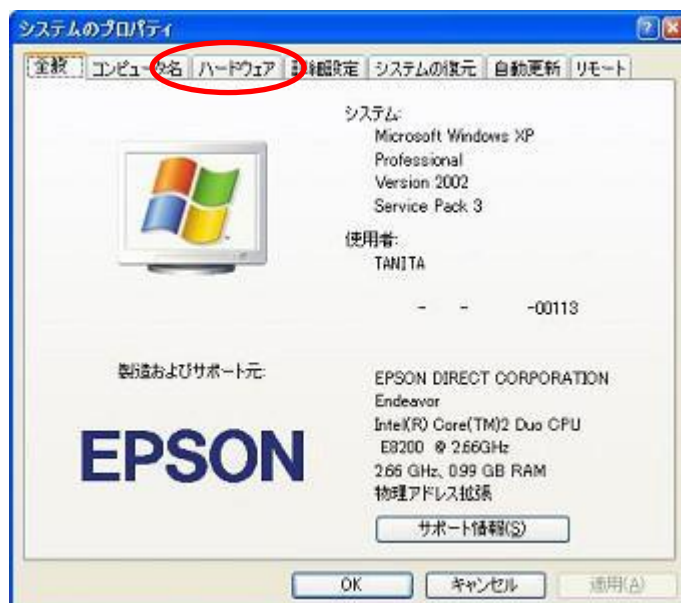 システムのプロパティ
全般 コンピュータ名 ハードウェア 詳細設定 システムの復元 自動更新 リモート
システム:
Microsoft Windows XP
Professional
Version 2002
Service Pack 3
使用者:
TANITA
- - -00113
製造およびサポート元:
EPSON
EPSON DIRECT CORPORATION
Endeavor
Intel(R) Core(TM)2 Duo CPU
E8200 @ 2.66GHz
2.66 GHz、0.99 GB RAM
物理アドレス拡張
サポート情報(S)
OK キャンセル 適用(A)